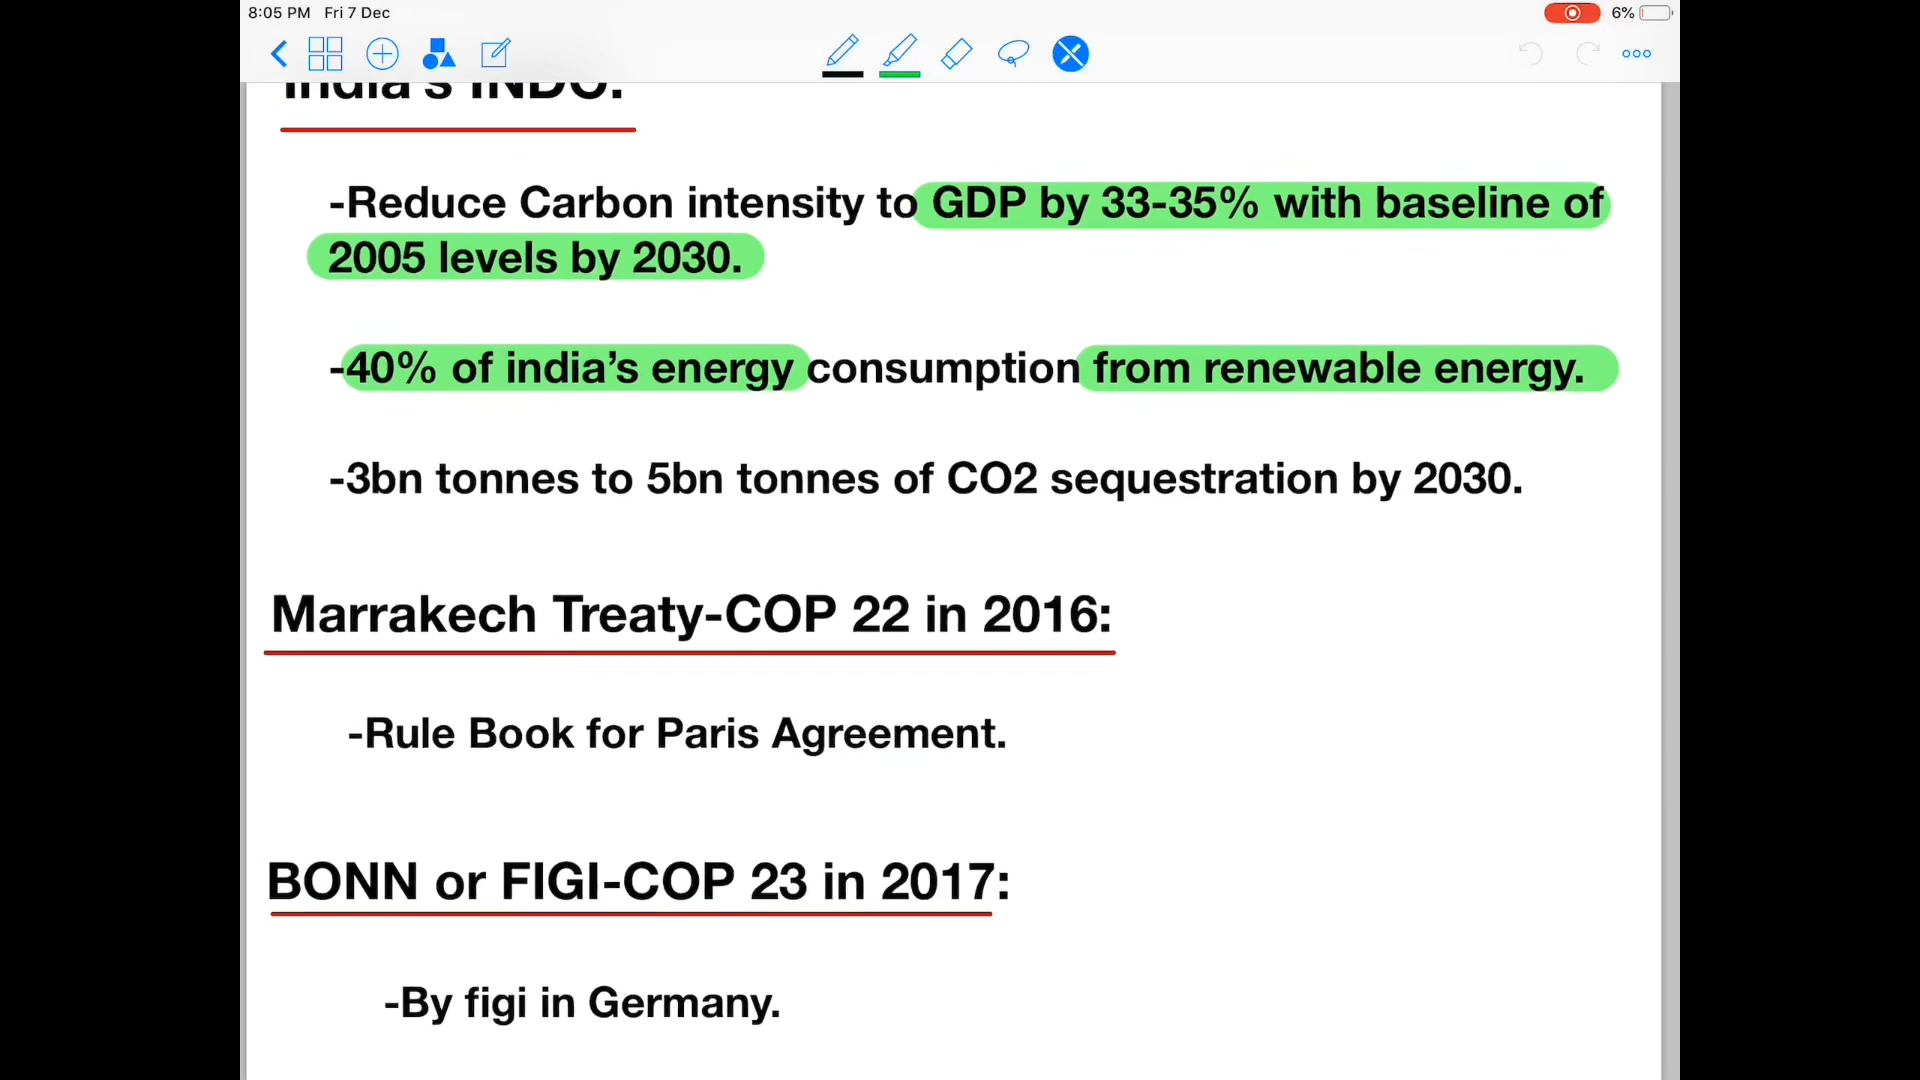 8:05 PM Fri 7 Dec
6%
India's INDC:
-Reduce Carbon intensity to GDP by 33-35% with baseline of
2005 levels by 2030.
-40% of india's energy consumption from renewable energy.
-3bn tonnes to 5bn tonnes of CO2 sequestration by 2030.
Marrakech Treaty-COP 22 in 2016:
-Rule Book for Paris Agreement.
BONN or FIGI-COP 23 in 2017:
-By figi in Germany.